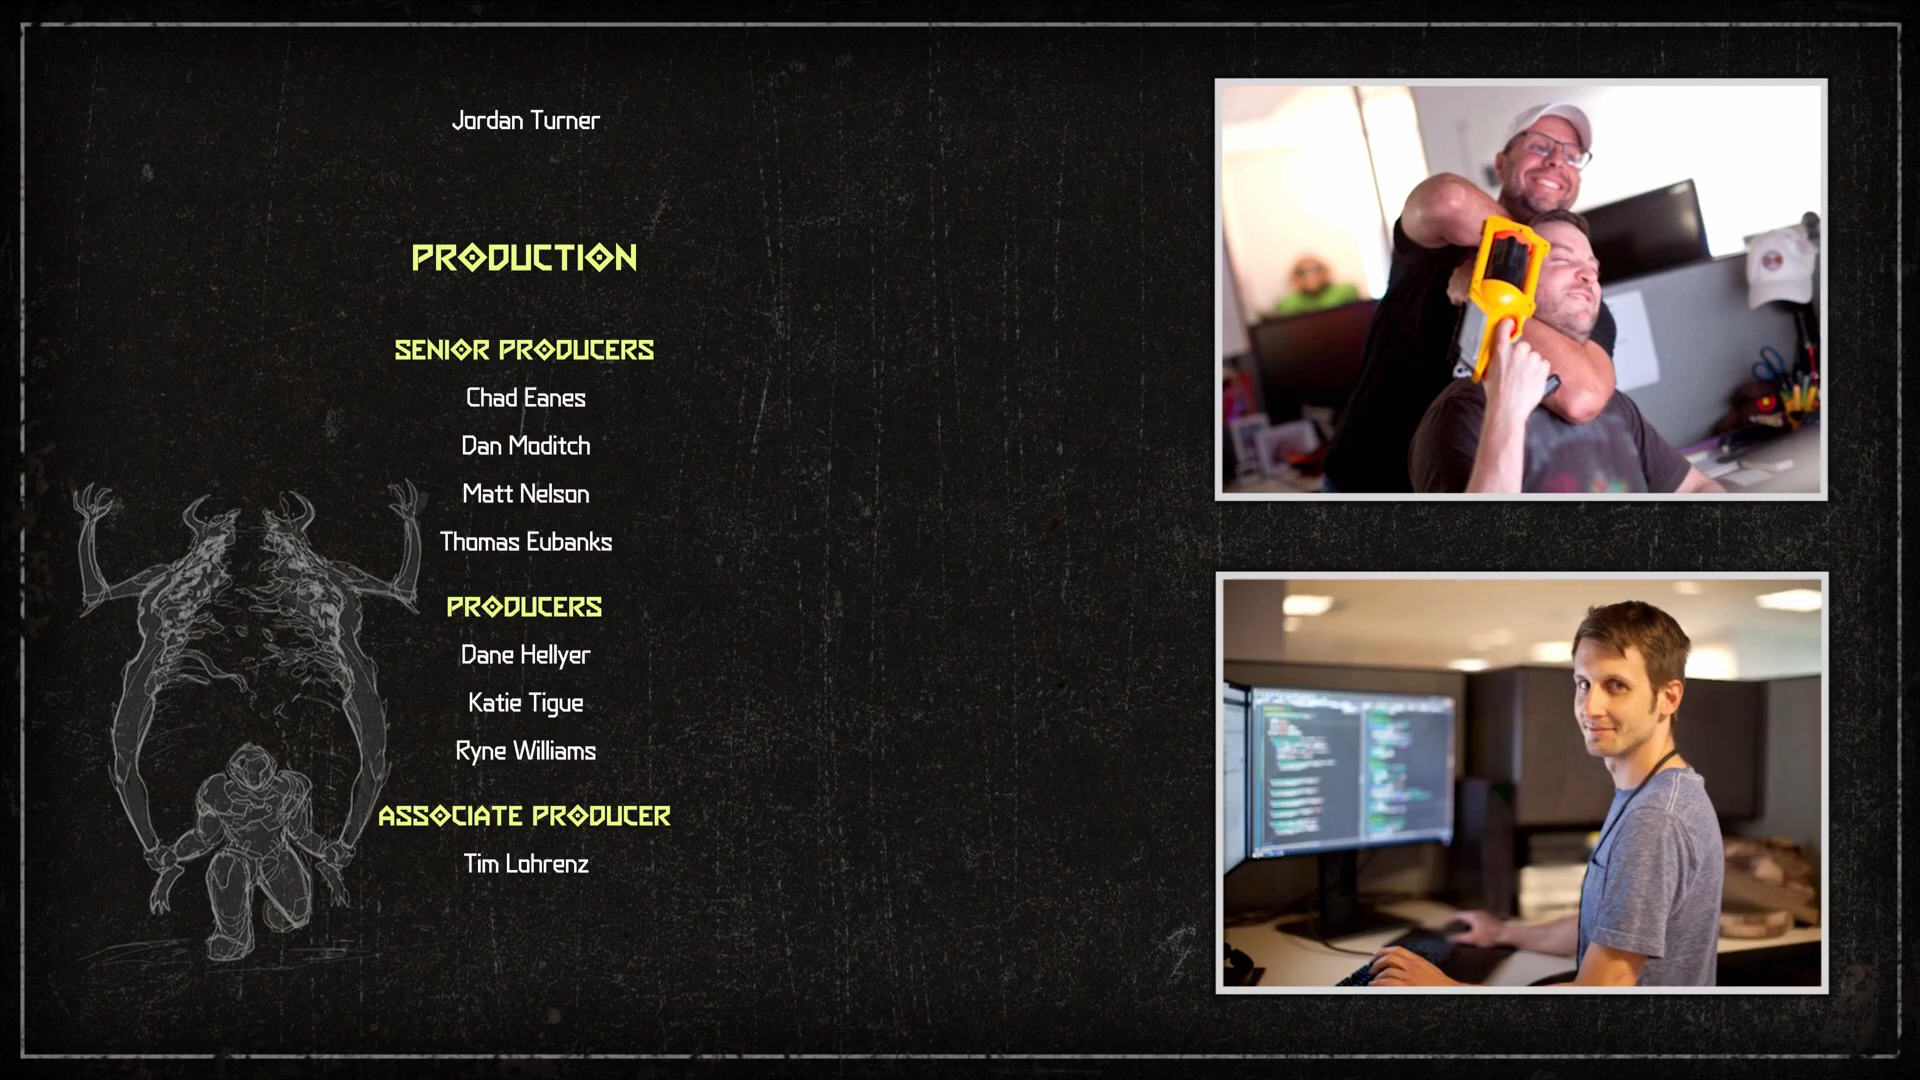 Jordan Turner
PRODUCTION
SENIOR PRODUCERS
Chad Eanes
Dan Moditch
Matt Nelson
Thomas Eubanks
PRODUCERS
Dane Hellyer
Katie Tigue
Ryne Williams
ASSOCIATE PRODUCER
Tim Lohrenz